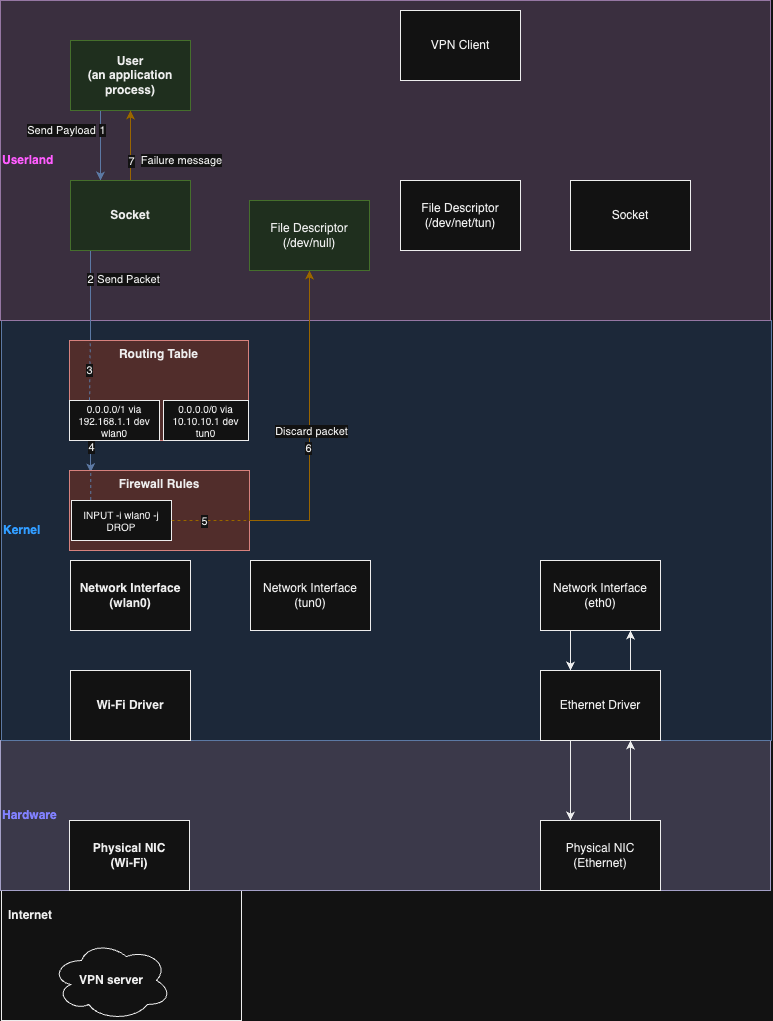 VPN Client
User
(an application
process)
Send Payload
1
7
Failure message
Userland
Socket
File Descriptor
(/dev/null)
File Descriptor
(/dev/net/tun)
Socket
2
Send Packet
Routing Table
3
0.0.0.0/1 via
192.168.1.1 dev
wlan0
0.0.0.0/0 via
10.10.10.1 dev
tun0
4
Discard packet
6
Firewall Rules
INPUT -i wlan0 -j
DROP
5
Kernel
Network Interface
(wlan0)
Network Interface
(tun0)
Network Interface
(eth0)
Wi-Fi Driver
Ethernet Driver
Hardware
Physical NIC
(Wi-Fi)
Physical NIC
(Ethernet)
Internet
VPN server